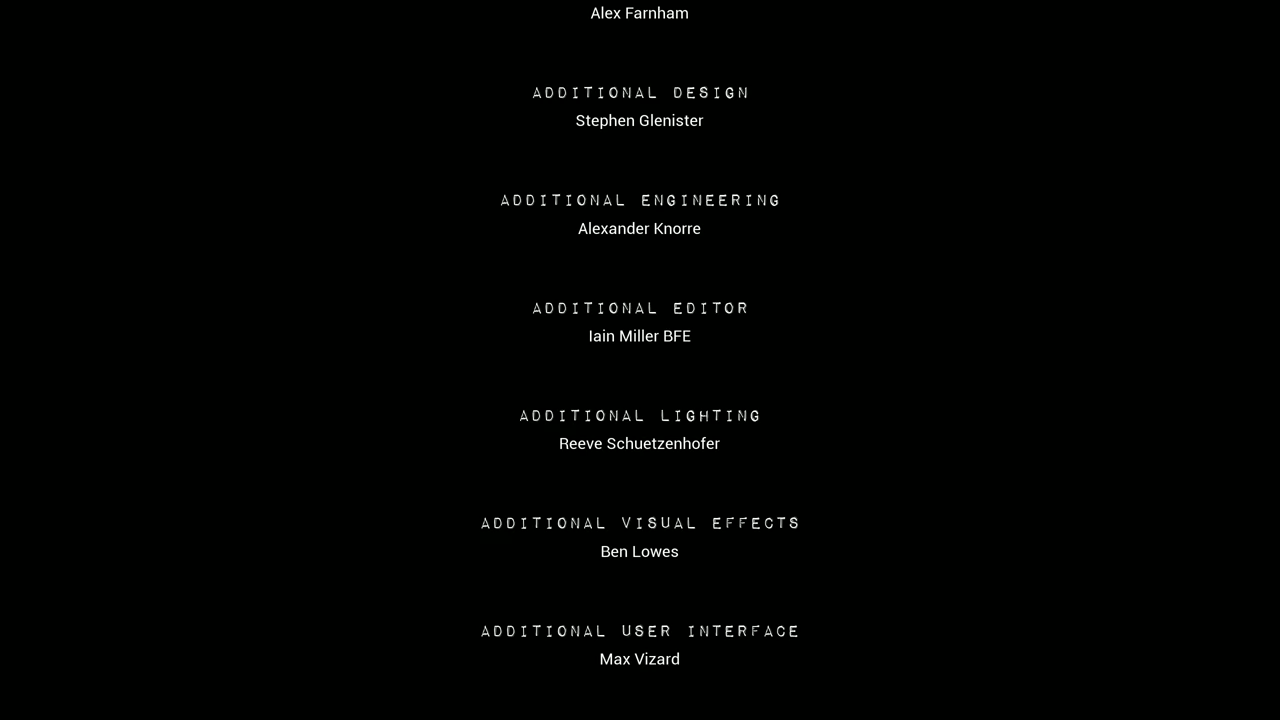 Alex Farnham
ADDITIONAL DESIGN
Stephen Glenister
ADDITIONAL ENGINEERING
Alexander Knorre
ADDITIONAL EDITOR
Iain Miller BFE
ADDITIONAL LIGHTING
Reeve Schuetzenhofer
ADDITIONAL VISUAL EFFECTS
Ben Lowes
ADDITIONAL USER INTERFACE
Max Vizard